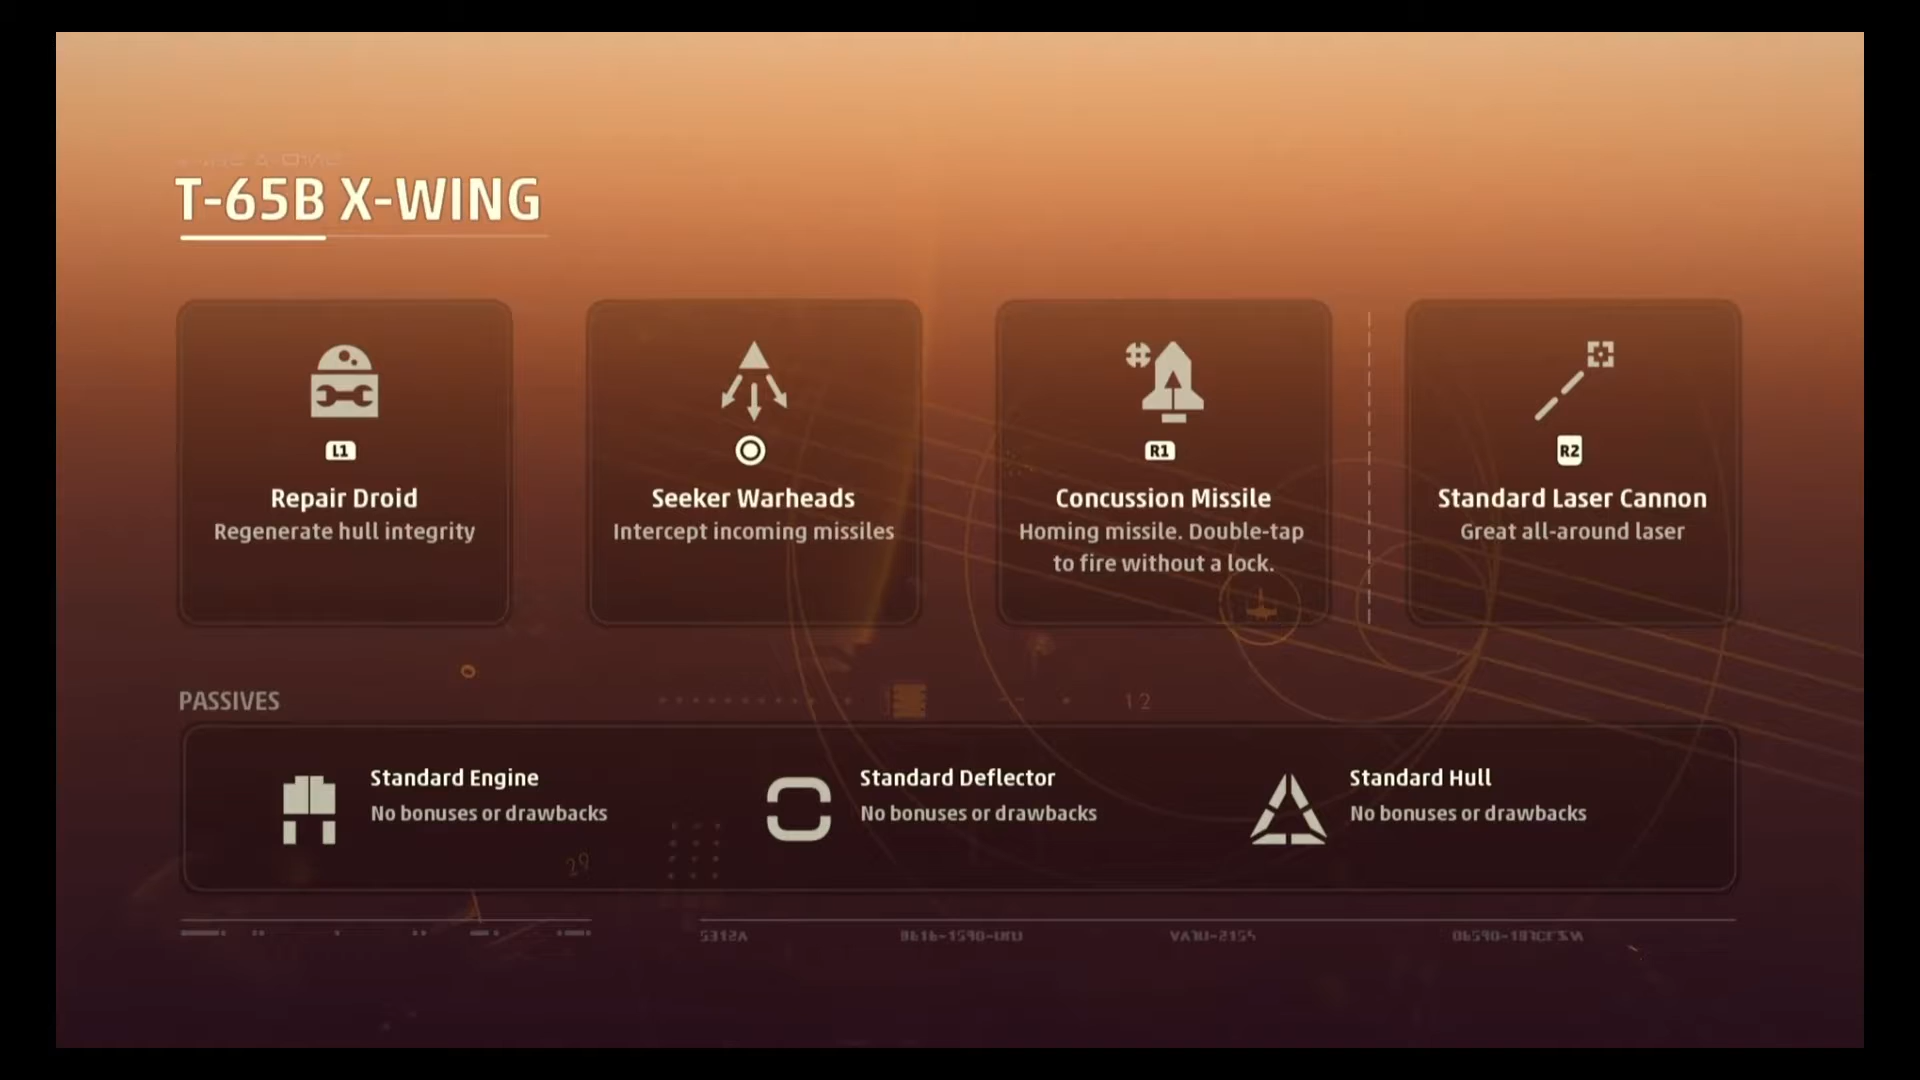 T-65B X-WING
L1
R1
R2
Repair Droid
Regenerate hull integrity
Seeker Warheads
Intercept incoming missiles
Concussion Missile
Homing missile. Double-tap
to fire without a lock.
Standard Laser Cannon
Great all-around laser
PASSIVES
12
Standard Engine
No bonuses or drawbacks
Standard Deflector
No bonuses or drawbacks
Standard Hull
No bonuses or drawbacks
29